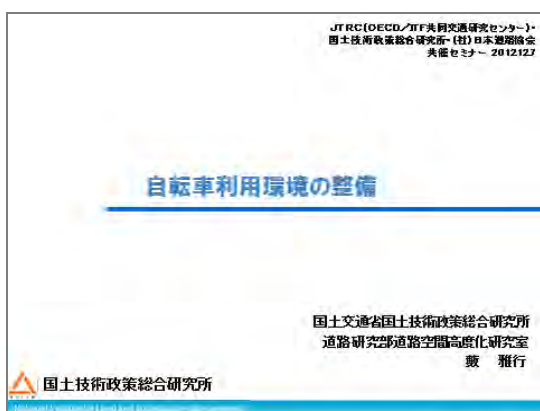 JTRC(OECD/ITF共同交通研究センター)・
国土技術政策総合研究所・(社)日本道路協会
共催セミナー 2012.12.7
自転車利用環境の整備
国土交通省国土技術政策総合研究所
道路研究部道路空間高度化研究室
藪 雅行
国土技術政策総合研究所